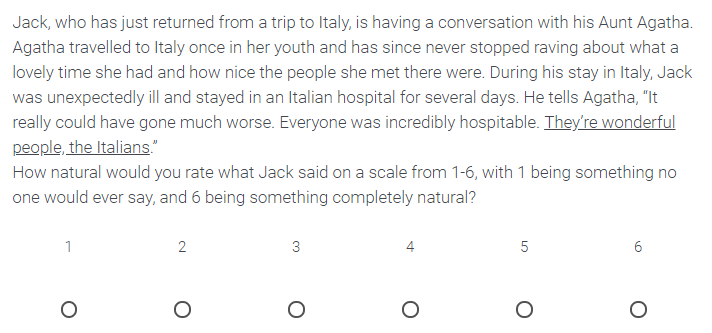 Jack, who has just returned from a trip to Italy, is having a conversation with his Aunt Agatha.
Agatha travelled to Italy once in her youth and has since never stopped raving about what a
lovely time she had and how nice the people she met there were. During his stay in Italy, Jack
was unexpectedly ill and stayed in an Italian hospital for several days. He tells Agatha, “It
really could have gone much worse. Everyone was incredibly hospitable. They’re wonderful
people, the Italians.”
How natural would you rate what Jack said on a scale from 1-6, with 1 being something no
one would ever say, and 6 being something completely natural?
1 2 3 4 5 6